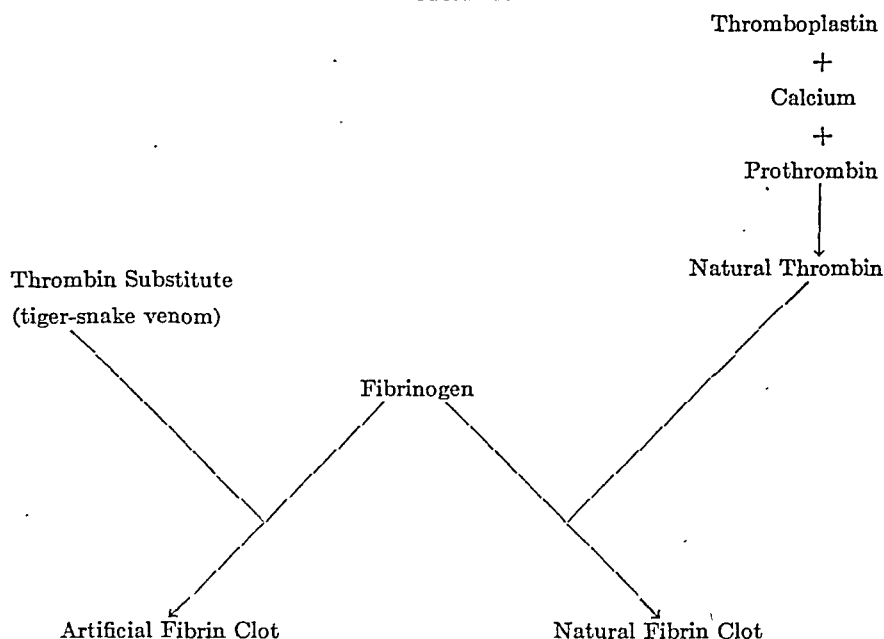 Thromboplastin
+
Calcium
+
Prothrombin
Natural Thrombin
Thrombin Substitute
(tiger-snake venom)
Fibrinogen
Artificial Fibrin Clot
Natural Fibrin Clot